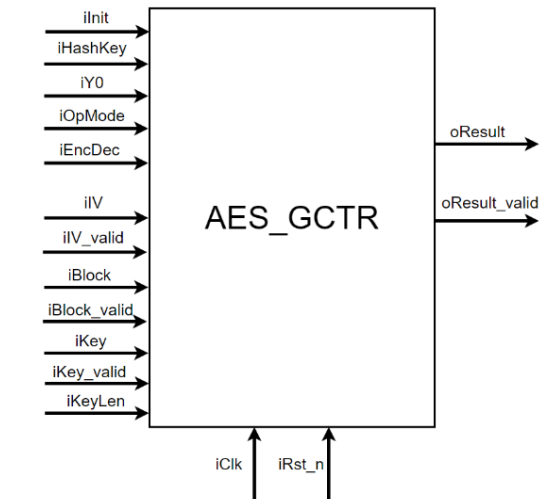 iInit
iHashKey
iY0
iOpMode
iEncDec
iIV
iIV_valid
iBlock
iBlock_valid
iKey
iKey_valid
iKeyLen
AES_GCTR
oResult
oResult_valid
iClk
iRst_n